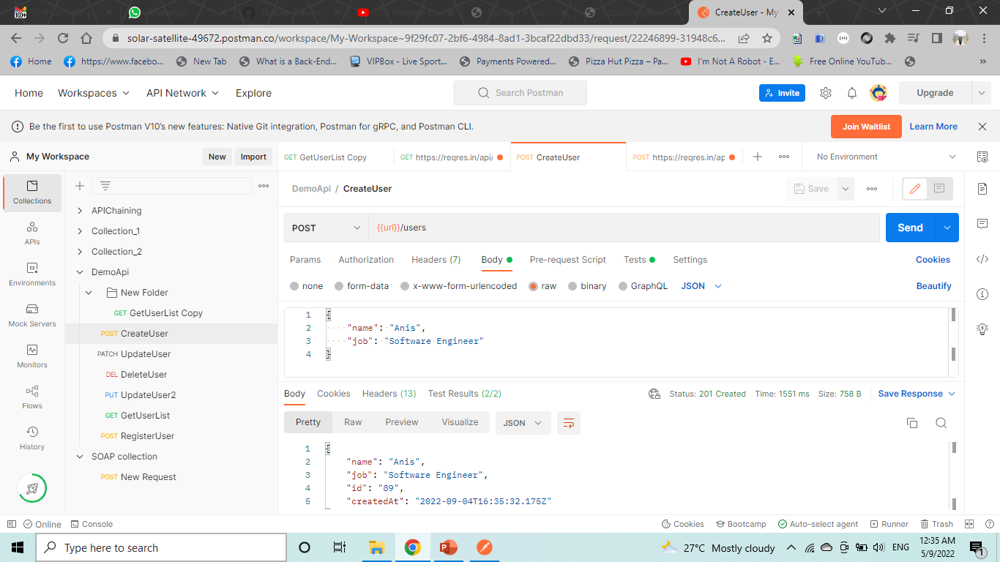 100+
CreateUser - My
solar-satellite-49672.postman.co/workspace/My-Workspace~9f29fc07-2bf6-4984-8ad1-3bcaf22dbd33/request/22246899-31948c6...
Home https://www.facebo... New Tab What is a Back-End... VIPBox - Live Sport... Payments Powered... Pizza Hut Pizza – Pa... I'm Not A Robot - E... Free Online YouTub... »
Home Workspaces API Network Explore Search Postman Invite Upgrade
Be the first to use Postman V10's new features: Native Git integration, Postman for gRPC, and Postman CLI. Join Waitlist Learn More
My Workspace New Import
GET GetUserList Copy GET https://reqres.in/api/ POST CreateUser POST https://reqres.in/ap No Environment
Collections
APIs
Environments
Mock Servers
Monitors
Flows
History
APIChaining
Collection_1
Collection_2
DemoApi
New Folder
GET GetUserList Copy
POST CreateUser
PATCH UpdateUser
DEL DeleteUser
PUT UpdateUser2
GET GetUserList
POST RegisterUser
SOAP collection
POST New Request
DemoApi / CreateUser Save
POST {{url}}/users Send
Params Authorization Headers (7) Body Pre-request Script Tests Settings Cookies
none form-data x-www-form-urlencoded raw binary GraphQL JSON Beautify
1 {
2 "name": "Anis",
3 "job": "Software Engineer"
4 }
Body Cookies Headers (13) Test Results (2/2) Status: 201 Created Time: 1551 ms Size: 758 B Save Response
Pretty Raw Preview Visualize JSON
1 {
2 "name": "Anis",
3 "job": "Software Engineer",
4 "id": "89",
5 "createdAt": "2022-09-04T16:35:32.175Z"
Online Console Cookies Bootcamp Auto-select agent Runner Trash
Type here to search 27°C Mostly cloudy ENG 12:35 AM
5/9/2022
1